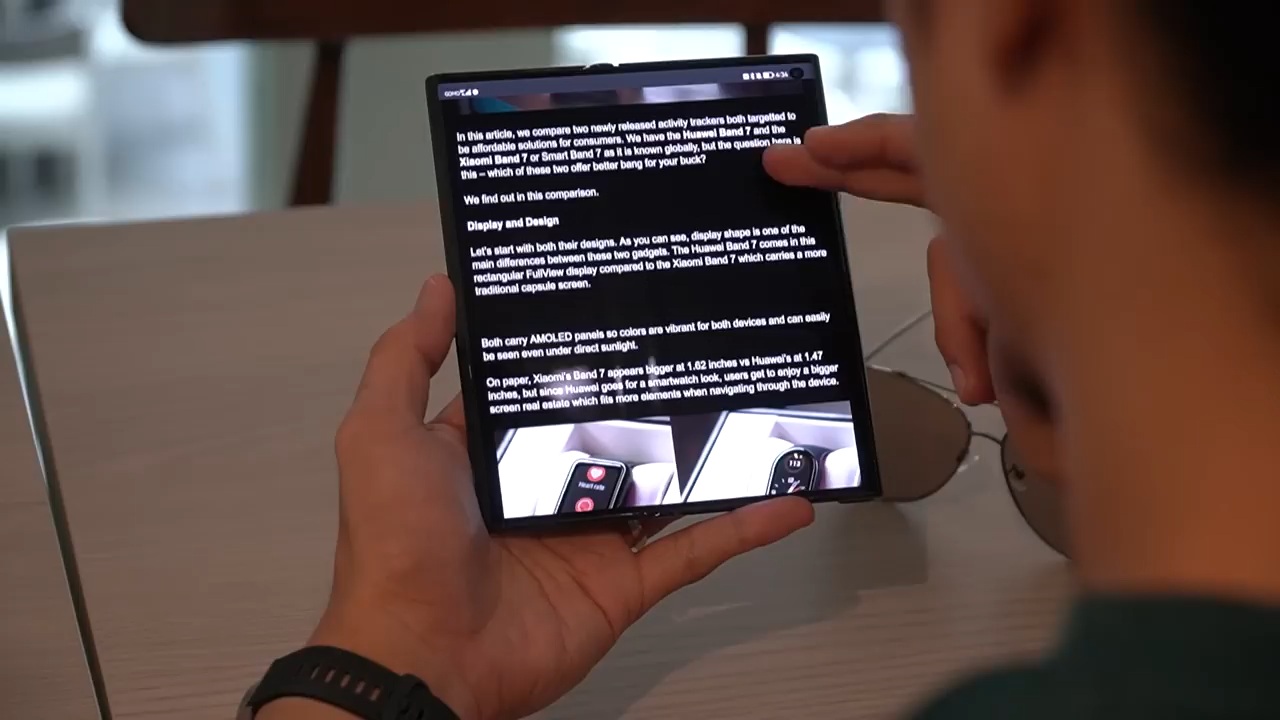 GOMO
4:34
In this article, we compare two newly released activity trackers both targetted to
be affordable solutions for consumers. We have the Huawei Band 7 and the
Xiaomi Band 7 or Smart Band 7 as it is known globally, but the question here is
this – which of these two offer better bang for your buck?
We find out in this comparison.
Display and Design
Let's start with both their designs. As you can see, display shape is one of the
main differences between these two gadgets. The Huawei Band 7 comes in this
rectangular FullView display compared to the Xiaomi Band 7 which carries a more
traditional capsule screen.
Both carry AMOLED panels so colors are vibrant for both devices and can easily
be seen even under direct sunlight.
On paper, Xiaomi's Band 7 appears bigger at 1.62 inches vs Huawei's at 1.47
inches, but since Huawei goes for a smartwatch look, users get to enjoy a bigger
screen real estate which fits more elements when navigating through the device.
Heart rate
113